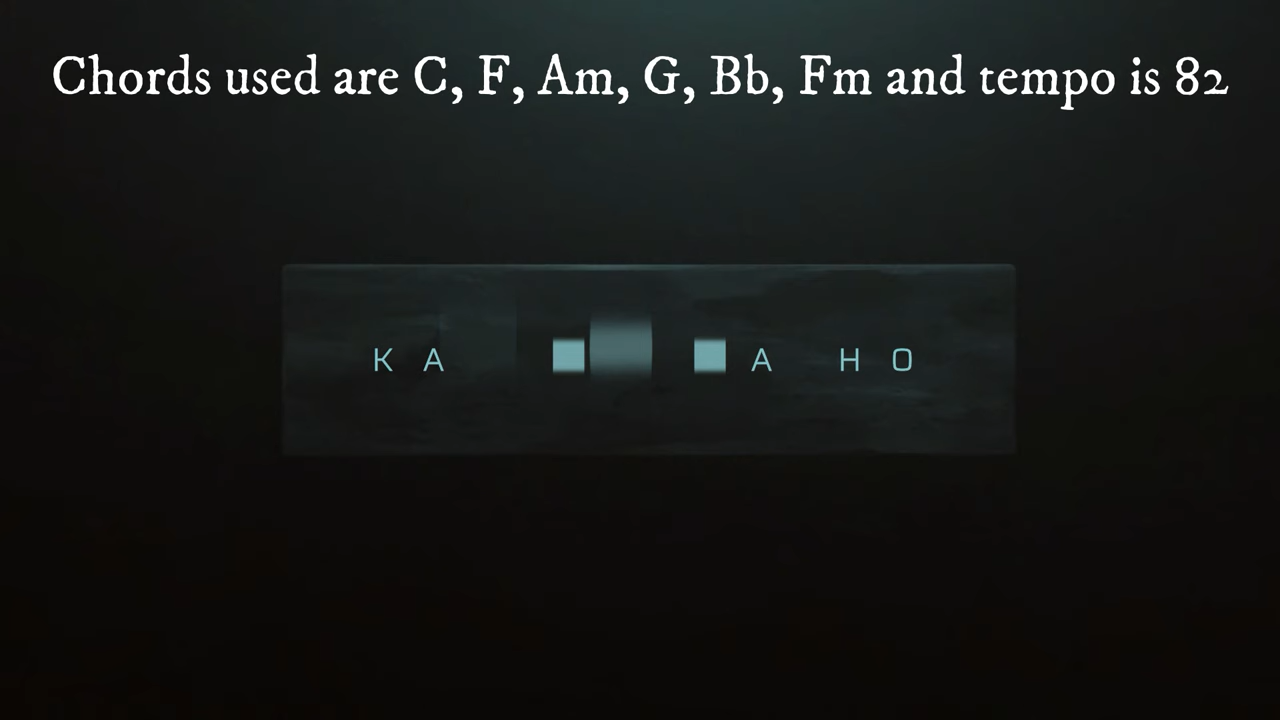 Chords used are C, F, Am, G, Bb, Fm and tempo is 82
K A A H O